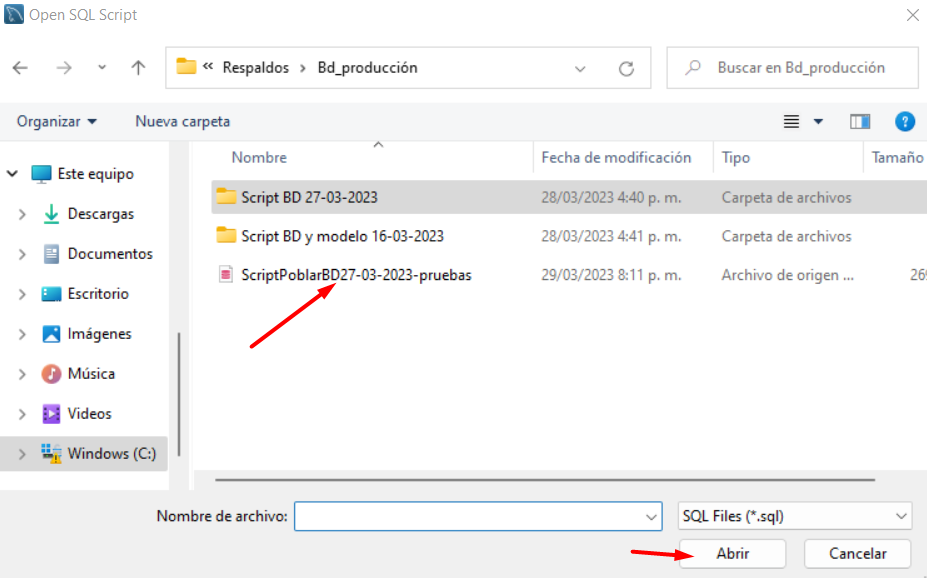 Open SQL Script
« Respaldos › Bd_producción
Buscar en Bd_producción
Organizar Nueva carpeta
Nombre Fecha de modificación Tipo Tamaño
Este equipo
Descargas
Documentos
Escritorio
Imágenes
Música
Videos
Windows (C:)
Script BD 27-03-2023 28/03/2023 4:40 p. m. Carpeta de archivos
Script BD y modelo 16-03-2023 28/03/2023 4:41 p. m. Carpeta de archivos
ScriptPoblarBD27-03-2023-pruebas 29/03/2023 8:11 p. m. Archivo de origen ...
Nombre de archivo: SQL Files (*.sql)
Abrir Cancelar